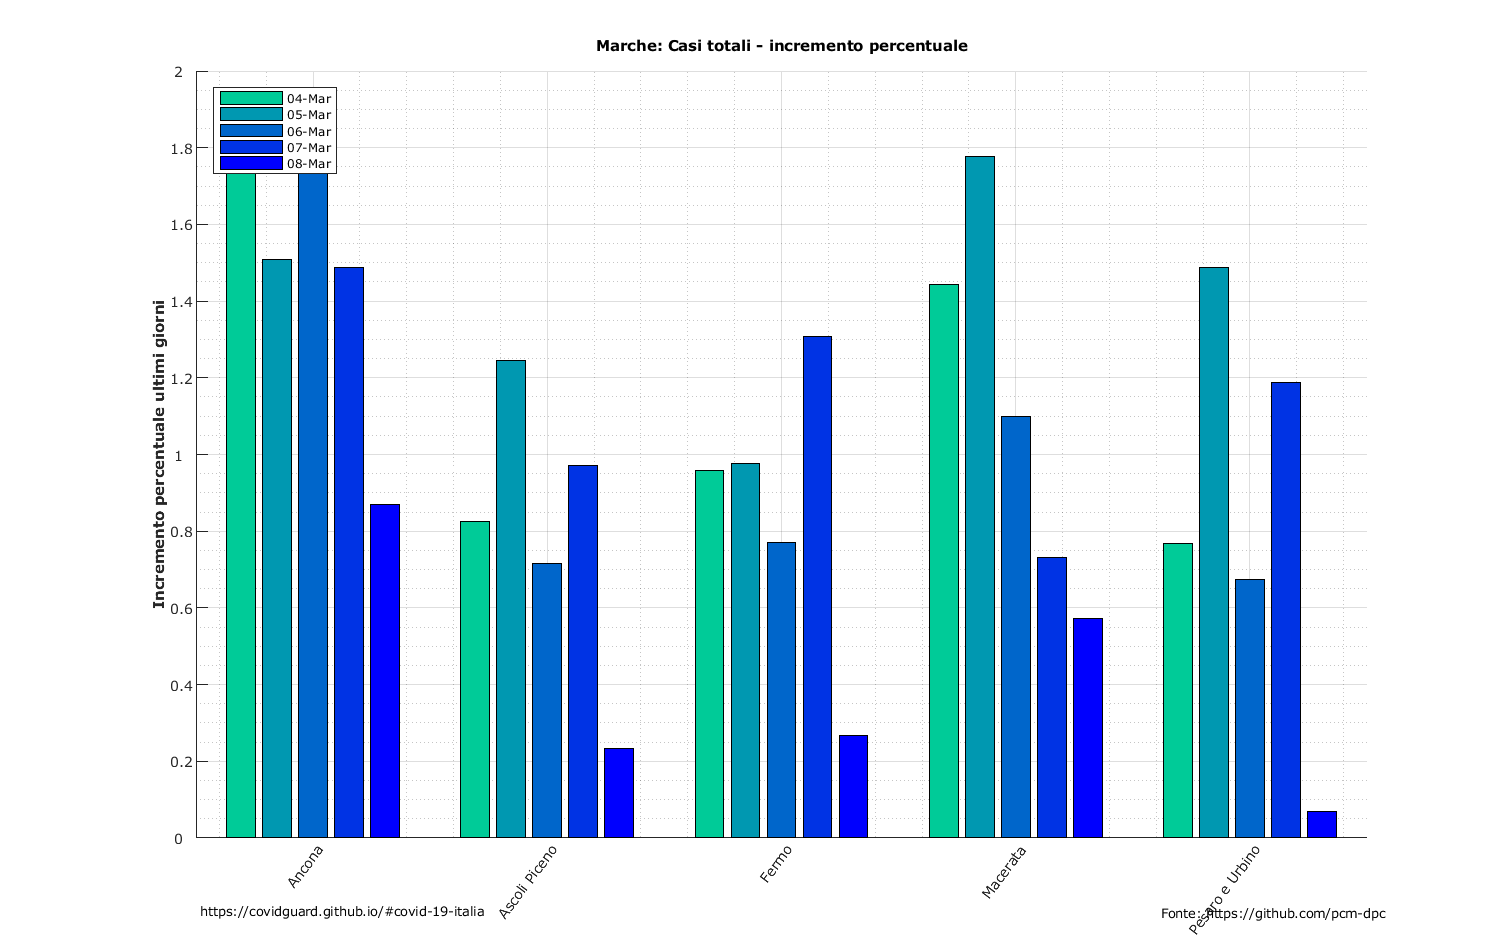 Marche: Casi totali - incremento percentuale
Incremento percentuale ultimi giorni
2
1.8
1.6
1.4
1.2
1
0.8
0.6
0.4
0.2
0
04-Mar
05-Mar
06-Mar
07-Mar
08-Mar
Ancona
Ascoli Piceno
Fermo
Macerata
Pesaro e Urbino
https://covidguard.github.io/#covid-19-italia
Fonte: https://github.com/pcm-dpc